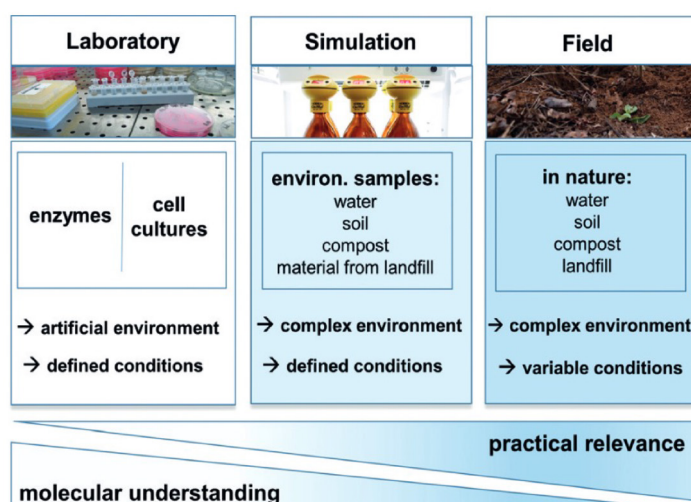 Laboratory
Simulation
Field
enzymes
cell
cultures
→ artificial environment
→ defined conditions
environ. samples:
water
soil
compost
material from landfill
→ complex environment
→ defined conditions
in nature:
water
soil
compost
landfill
→ complex environment
→ variable conditions
practical relevance
molecular understanding